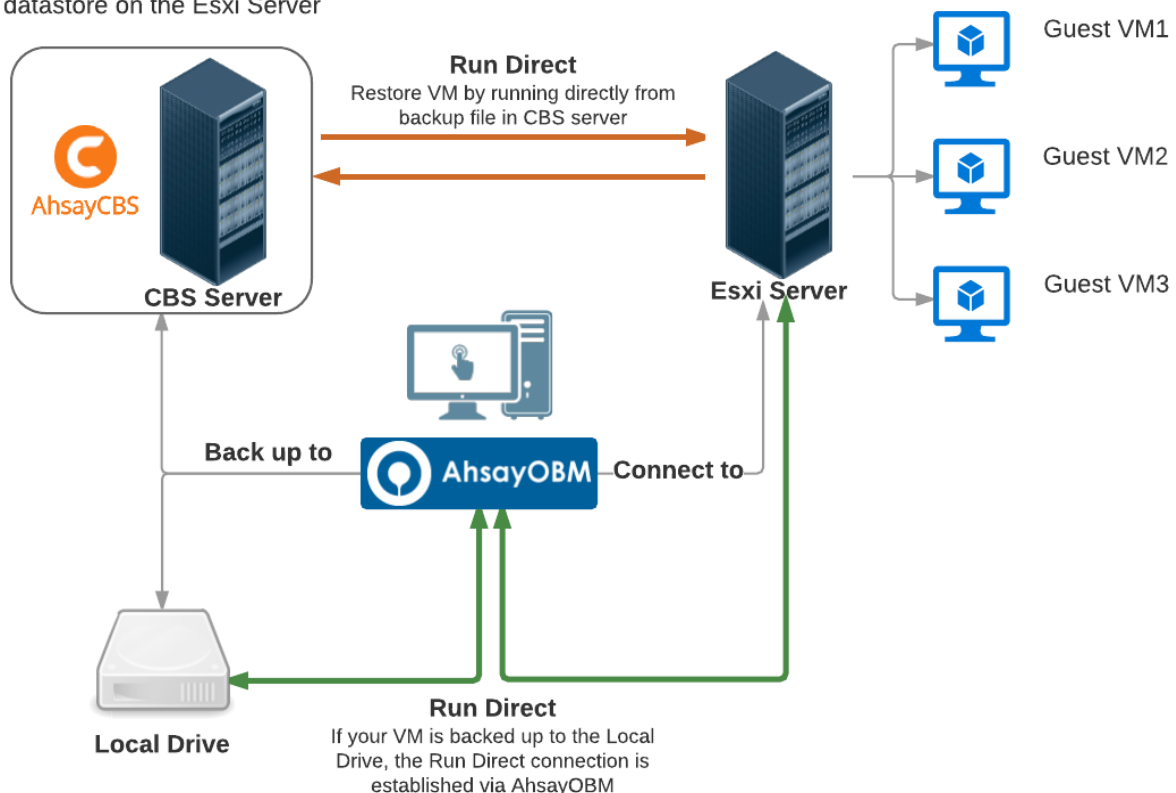 datastore on the Esxi Server
Run Direct
Restore VM by running directly from
backup file in CBS server
AhsayCBS
CBS Server
Esxi Server
Guest VM1
Guest VM2
Guest VM3
Back up to
AhsayOBM
Connect to
Local Drive
Run Direct
If your VM is backed up to the Local
Drive, the Run Direct connection is
established via AhsayOBM